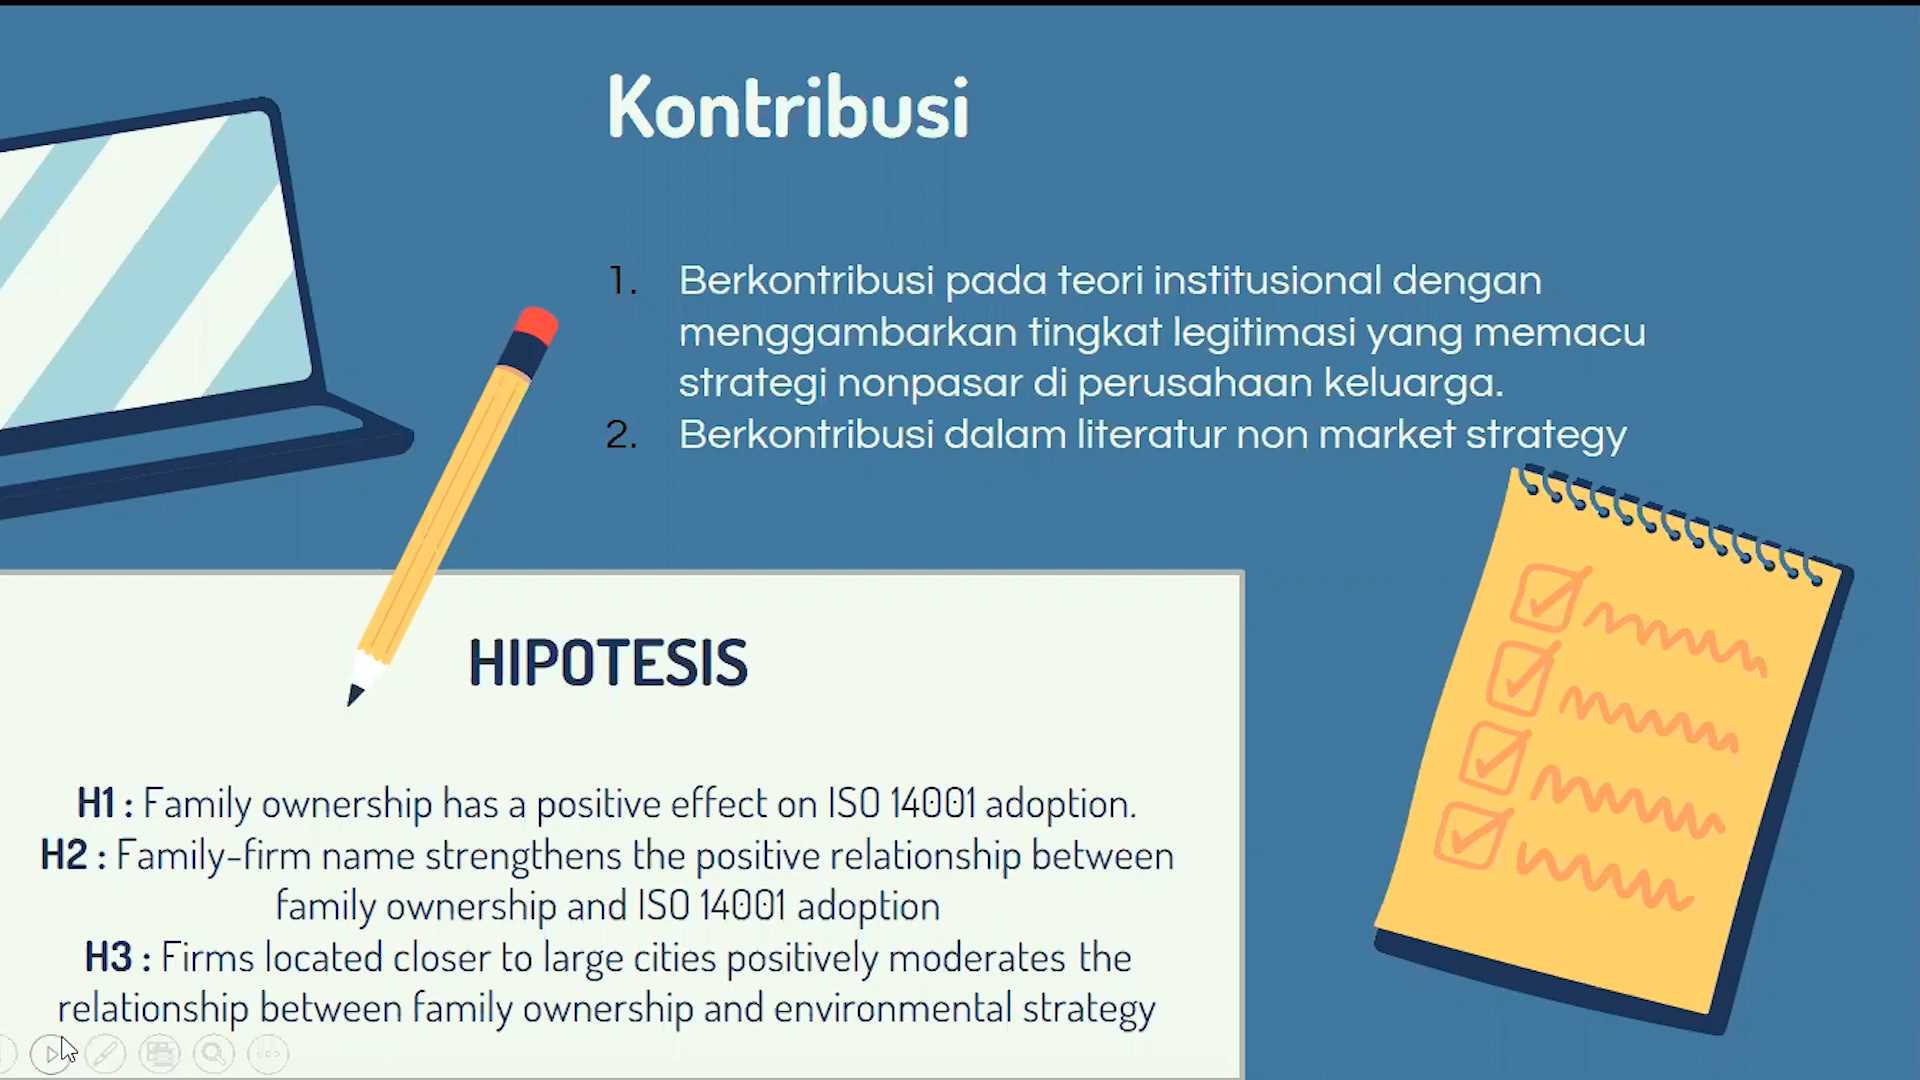 Kontribusi
1. Berkontribusi pada teori institusional dengan
menggambarkan tingkat legitimasi yang memacu
strategi nonpasar di perusahaan keluarga.
2. Berkontribusi dalam literatur non market strategy
HIPOTESIS
H1 : Family ownership has a positive effect on ISO 14001 adoption.
H2 : Family-firm name strengthens the positive relationship between
family ownership and ISO 14001 adoption
H3 : Firms located closer to large cities positively moderates the
relationship between family ownership and environmental strategy